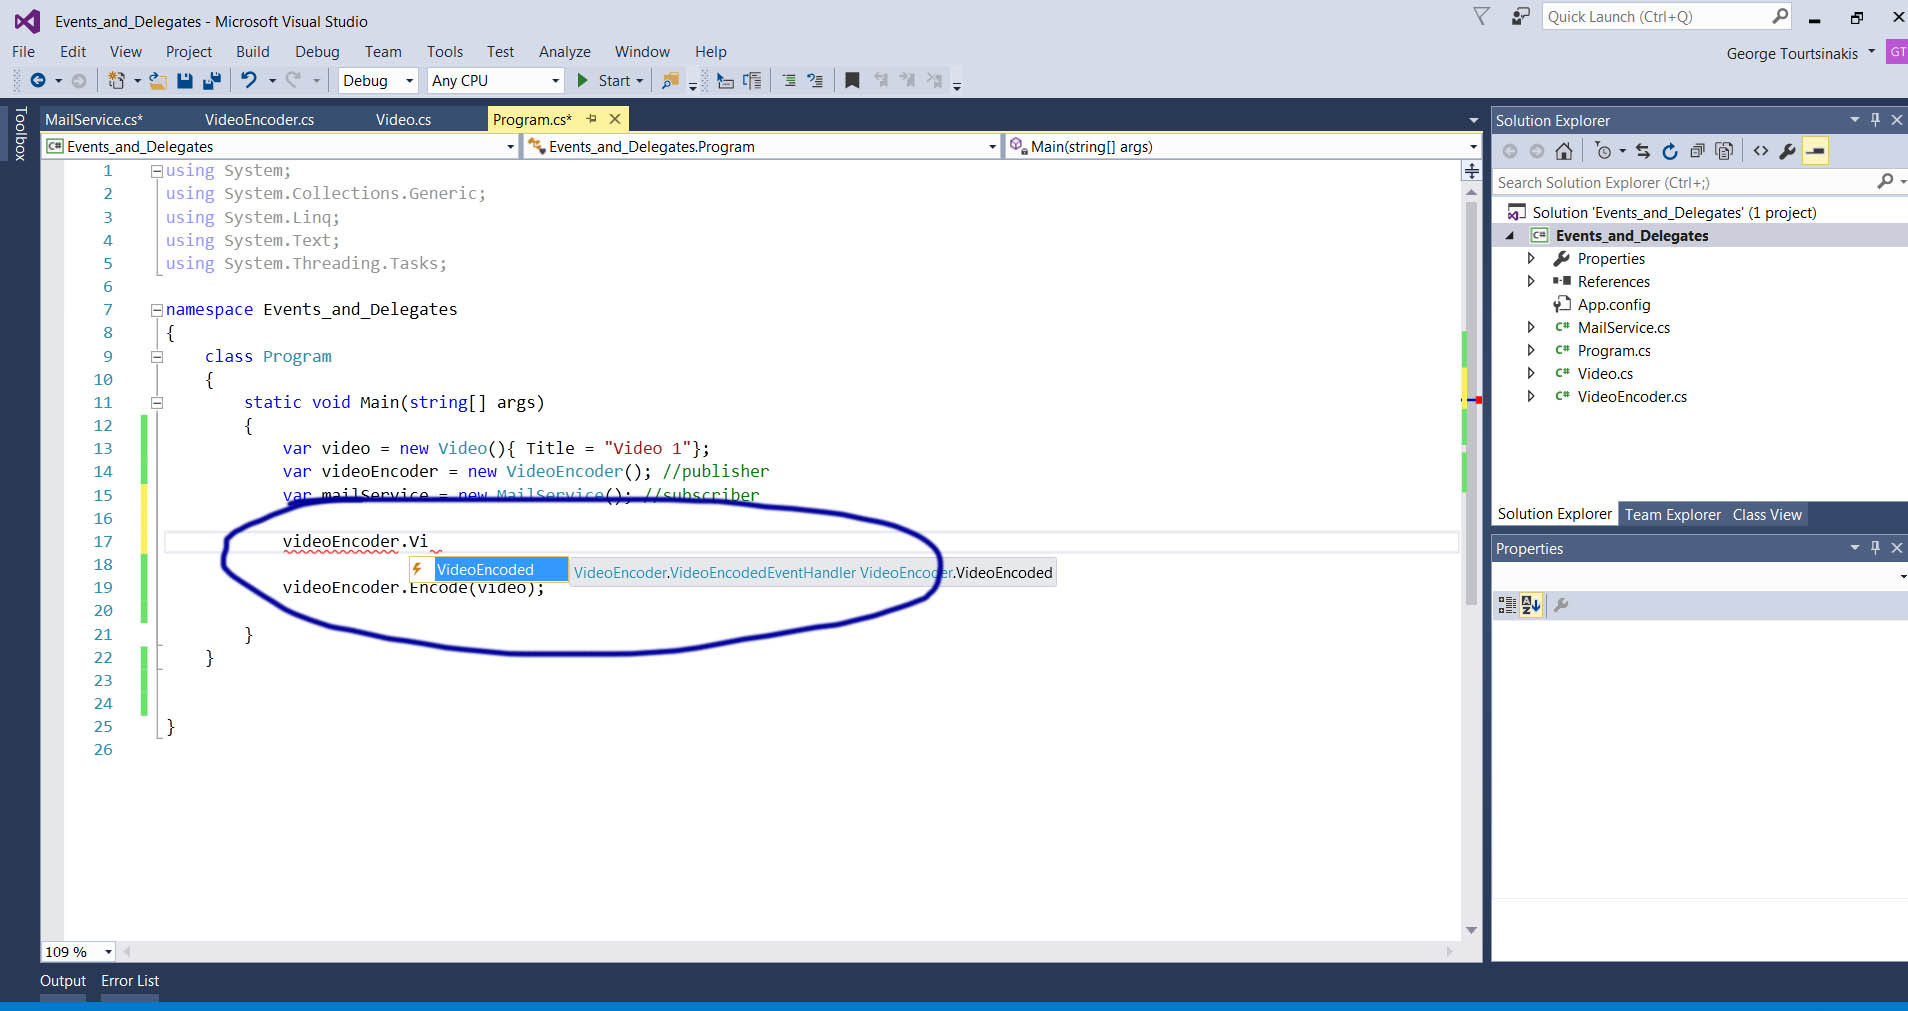 Events_and_Delegates - Microsoft Visual Studio
Quick Launch (Ctrl+Q)
File Edit View Project Build Debug Team Tools Test Analyze Window Help
George Tourtsinakis GT
Debug Any CPU Start
Toolbox
MailService.cs* VideoEncoder.cs Video.cs Program.cs*
C# Events_and_Delegates Events_and_Delegates.Program Main(string[] args)
1 using System;
2 using System.Collections.Generic;
3 using System.Linq;
4 using System.Text;
5 using System.Threading.Tasks;
6
7 namespace Events_and_Delegates
8 {
9 class Program
10 {
11 static void Main(string[] args)
12 {
13 var video = new Video(){ Title = "Video 1"};
14 var videoEncoder = new VideoEncoder(); //publisher
15 var mailService = new MailService(); //subscriber
16
17 videoEncoder.Vi
18 VideoEncoded VideoEncoder.VideoEncodedEventHandler VideoEncoder.VideoEncoded
19 videoEncoder.Encode(video);
20
21 }
22 }
23
24
25 }
26
109 %
Output Error List
Solution Explorer
Search Solution Explorer (Ctrl+;)
Solution 'Events_and_Delegates' (1 project)
C# Events_and_Delegates
Properties
References
App.config
C# MailService.cs
C# Program.cs
C# Video.cs
C# VideoEncoder.cs
Solution Explorer Team Explorer Class View
Properties